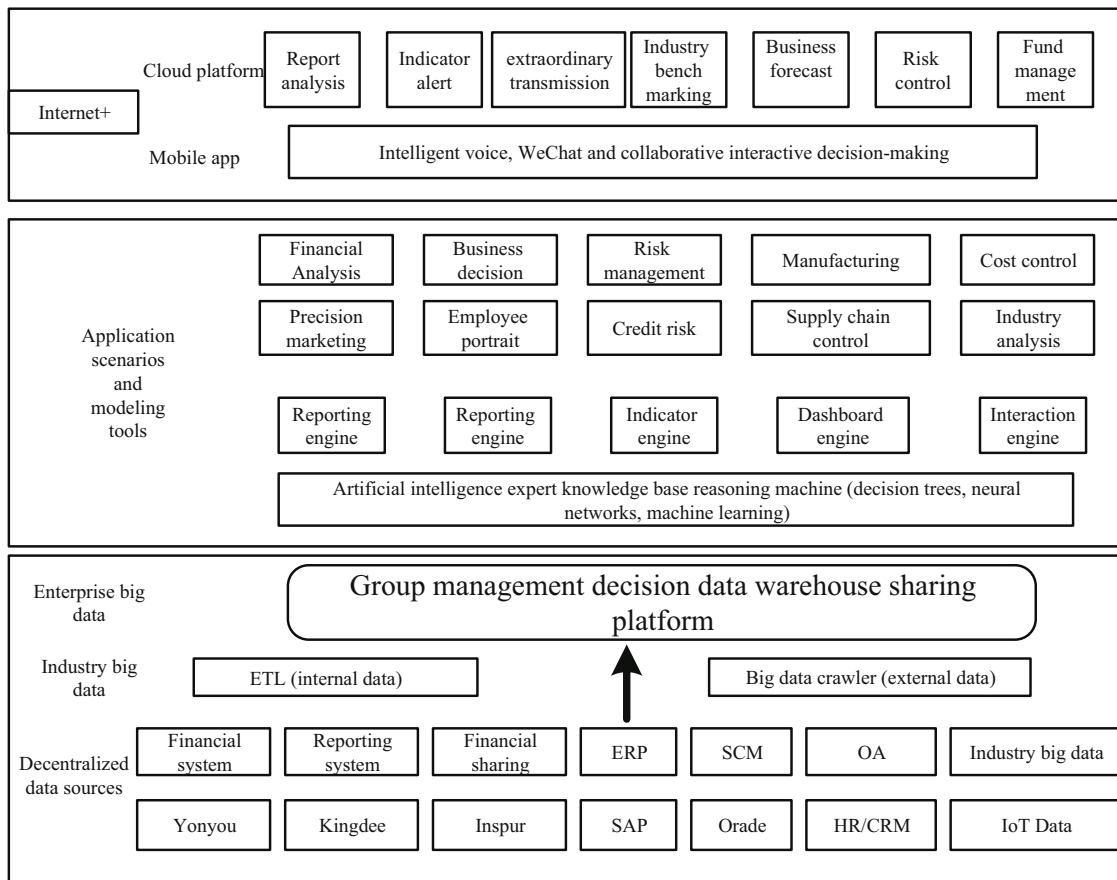 Cloud platform
Report
analysis
Indicator
alert
extraordinary
transmission
Industry
bench
marking
Business
forecast
Risk
control
Fund
manage
ment
Internet+
Mobile app
Intelligent voice, WeChat and collaborative interactive decision-making
Application
scenarios
and
modeling
tools
Financial
Analysis
Business
decision
Risk
management
Manufacturing
Cost control
Precision
marketing
Employee
portrait
Credit risk
Supply chain
control
Industry
analysis
Reporting
engine
Reporting
engine
Indicator
engine
Dashboard
engine
Interaction
engine
Artificial intelligence expert knowledge base reasoning machine (decision trees, neural
networks, machine learning)
Enterprise big
data
Group management decision data warehouse sharing
platform
Industry big
data
ETL (internal data)
Big data crawler (external data)
Decentralized
data sources
Financial
system
Reporting
system
Financial
sharing
ERP
SCM
OA
Industry big data
Yonyou
Kingdee
Inspur
SAP
Orade
HR/CRM
IoT Data